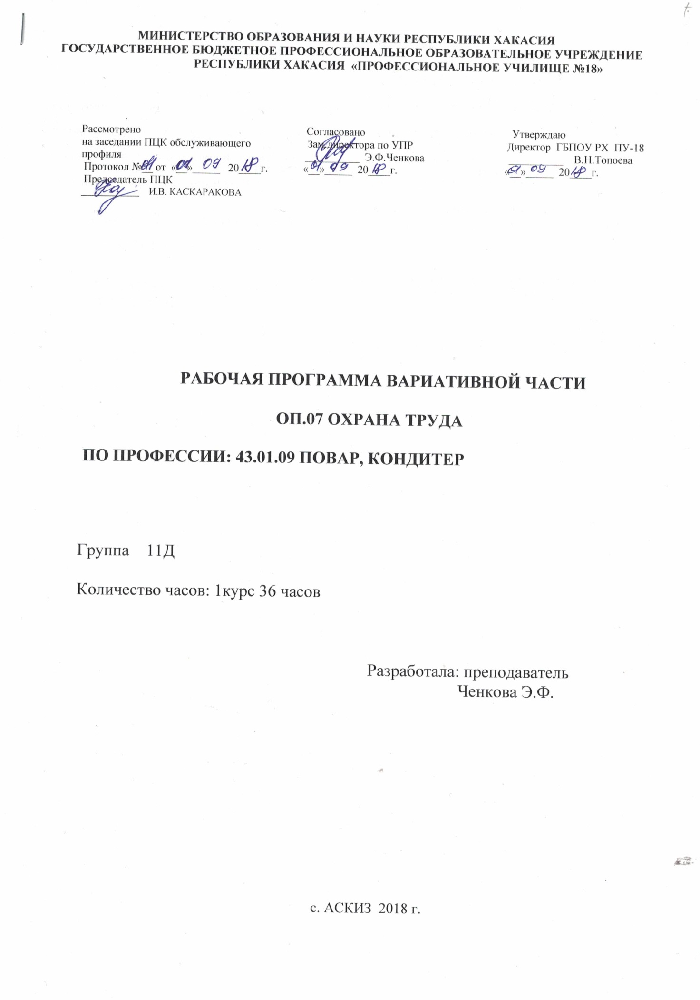 МИНИСТЕРСТВО ОБРАЗОВАНИЯ И НАУКИ РЕСПУБЛИКИ ХАКАСИЯ
ГОСУДАРСТВЕННОЕ БЮДЖЕТНОЕ ПРОФЕССИОНАЛЬНОЕ ОБРАЗОВАТЕЛЬНОЕ УЧРЕЖДЕНИЕ
РЕСПУБЛИКИ ХАКАСИЯ «ПРОФЕССИОНАЛЬНОЕ УЧИЛИЩЕ №18»
Рассмотрено
на заседании ПЦК обслуживающего
профиля
Протокол №01 от «01» 09 2018 г.
Председатель ПЦК
И.В. КАСКАРАКОВА
Согласовано
Зам.директора по УПР
Э.Ф.Ченкова
«01» 09 2018 г.
Утверждаю
Директор ГБПОУ РХ ПУ-18
В.Н.Топоева
«01» 09 2018 г.
РАБОЧАЯ ПРОГРАММА ВАРИАТИВНОЙ ЧАСТИ
ОП.07 ОХРАНА ТРУДА
ПО ПРОФЕССИИ: 43.01.09 ПОВАР, КОНДИТЕР
Группа 11Д
Количество часов: 1курс 36 часов
Разработала: преподаватель
Ченкова Э.Ф.
с. АСКИЗ 2018 г.